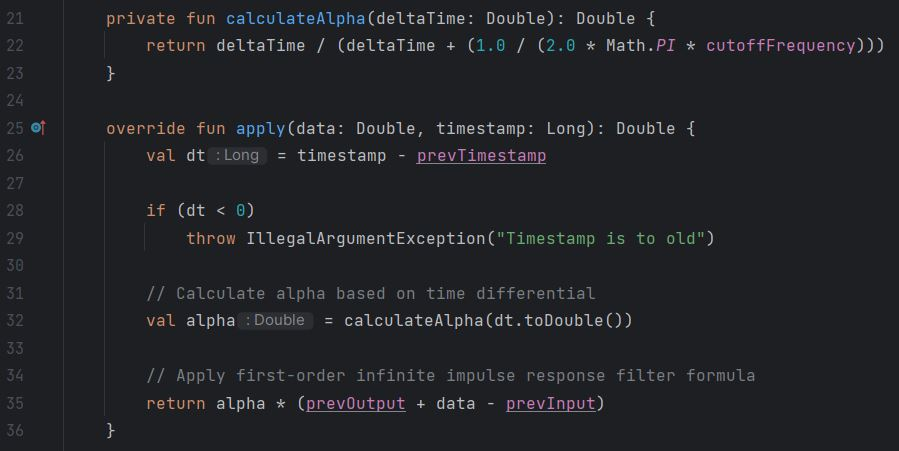 21 private fun calculateAlpha(deltaTime: Double): Double {
22 return deltaTime / (deltaTime + (1.0 / (2.0 * Math.PI * cutoffFrequency)))
23 }
24
25 override fun apply(data: Double, timestamp: Long): Double {
26 val dt : Long = timestamp - prevTimestamp
27
28 if (dt < 0)
29 throw IllegalArgumentException("Timestamp is to old")
30
31 // Calculate alpha based on time differential
32 val alpha : Double = calculateAlpha(dt.toDouble())
33
34 // Apply first-order infinite impulse response filter formula
35 return alpha * (prevOutput + data - prevInput)
36 }